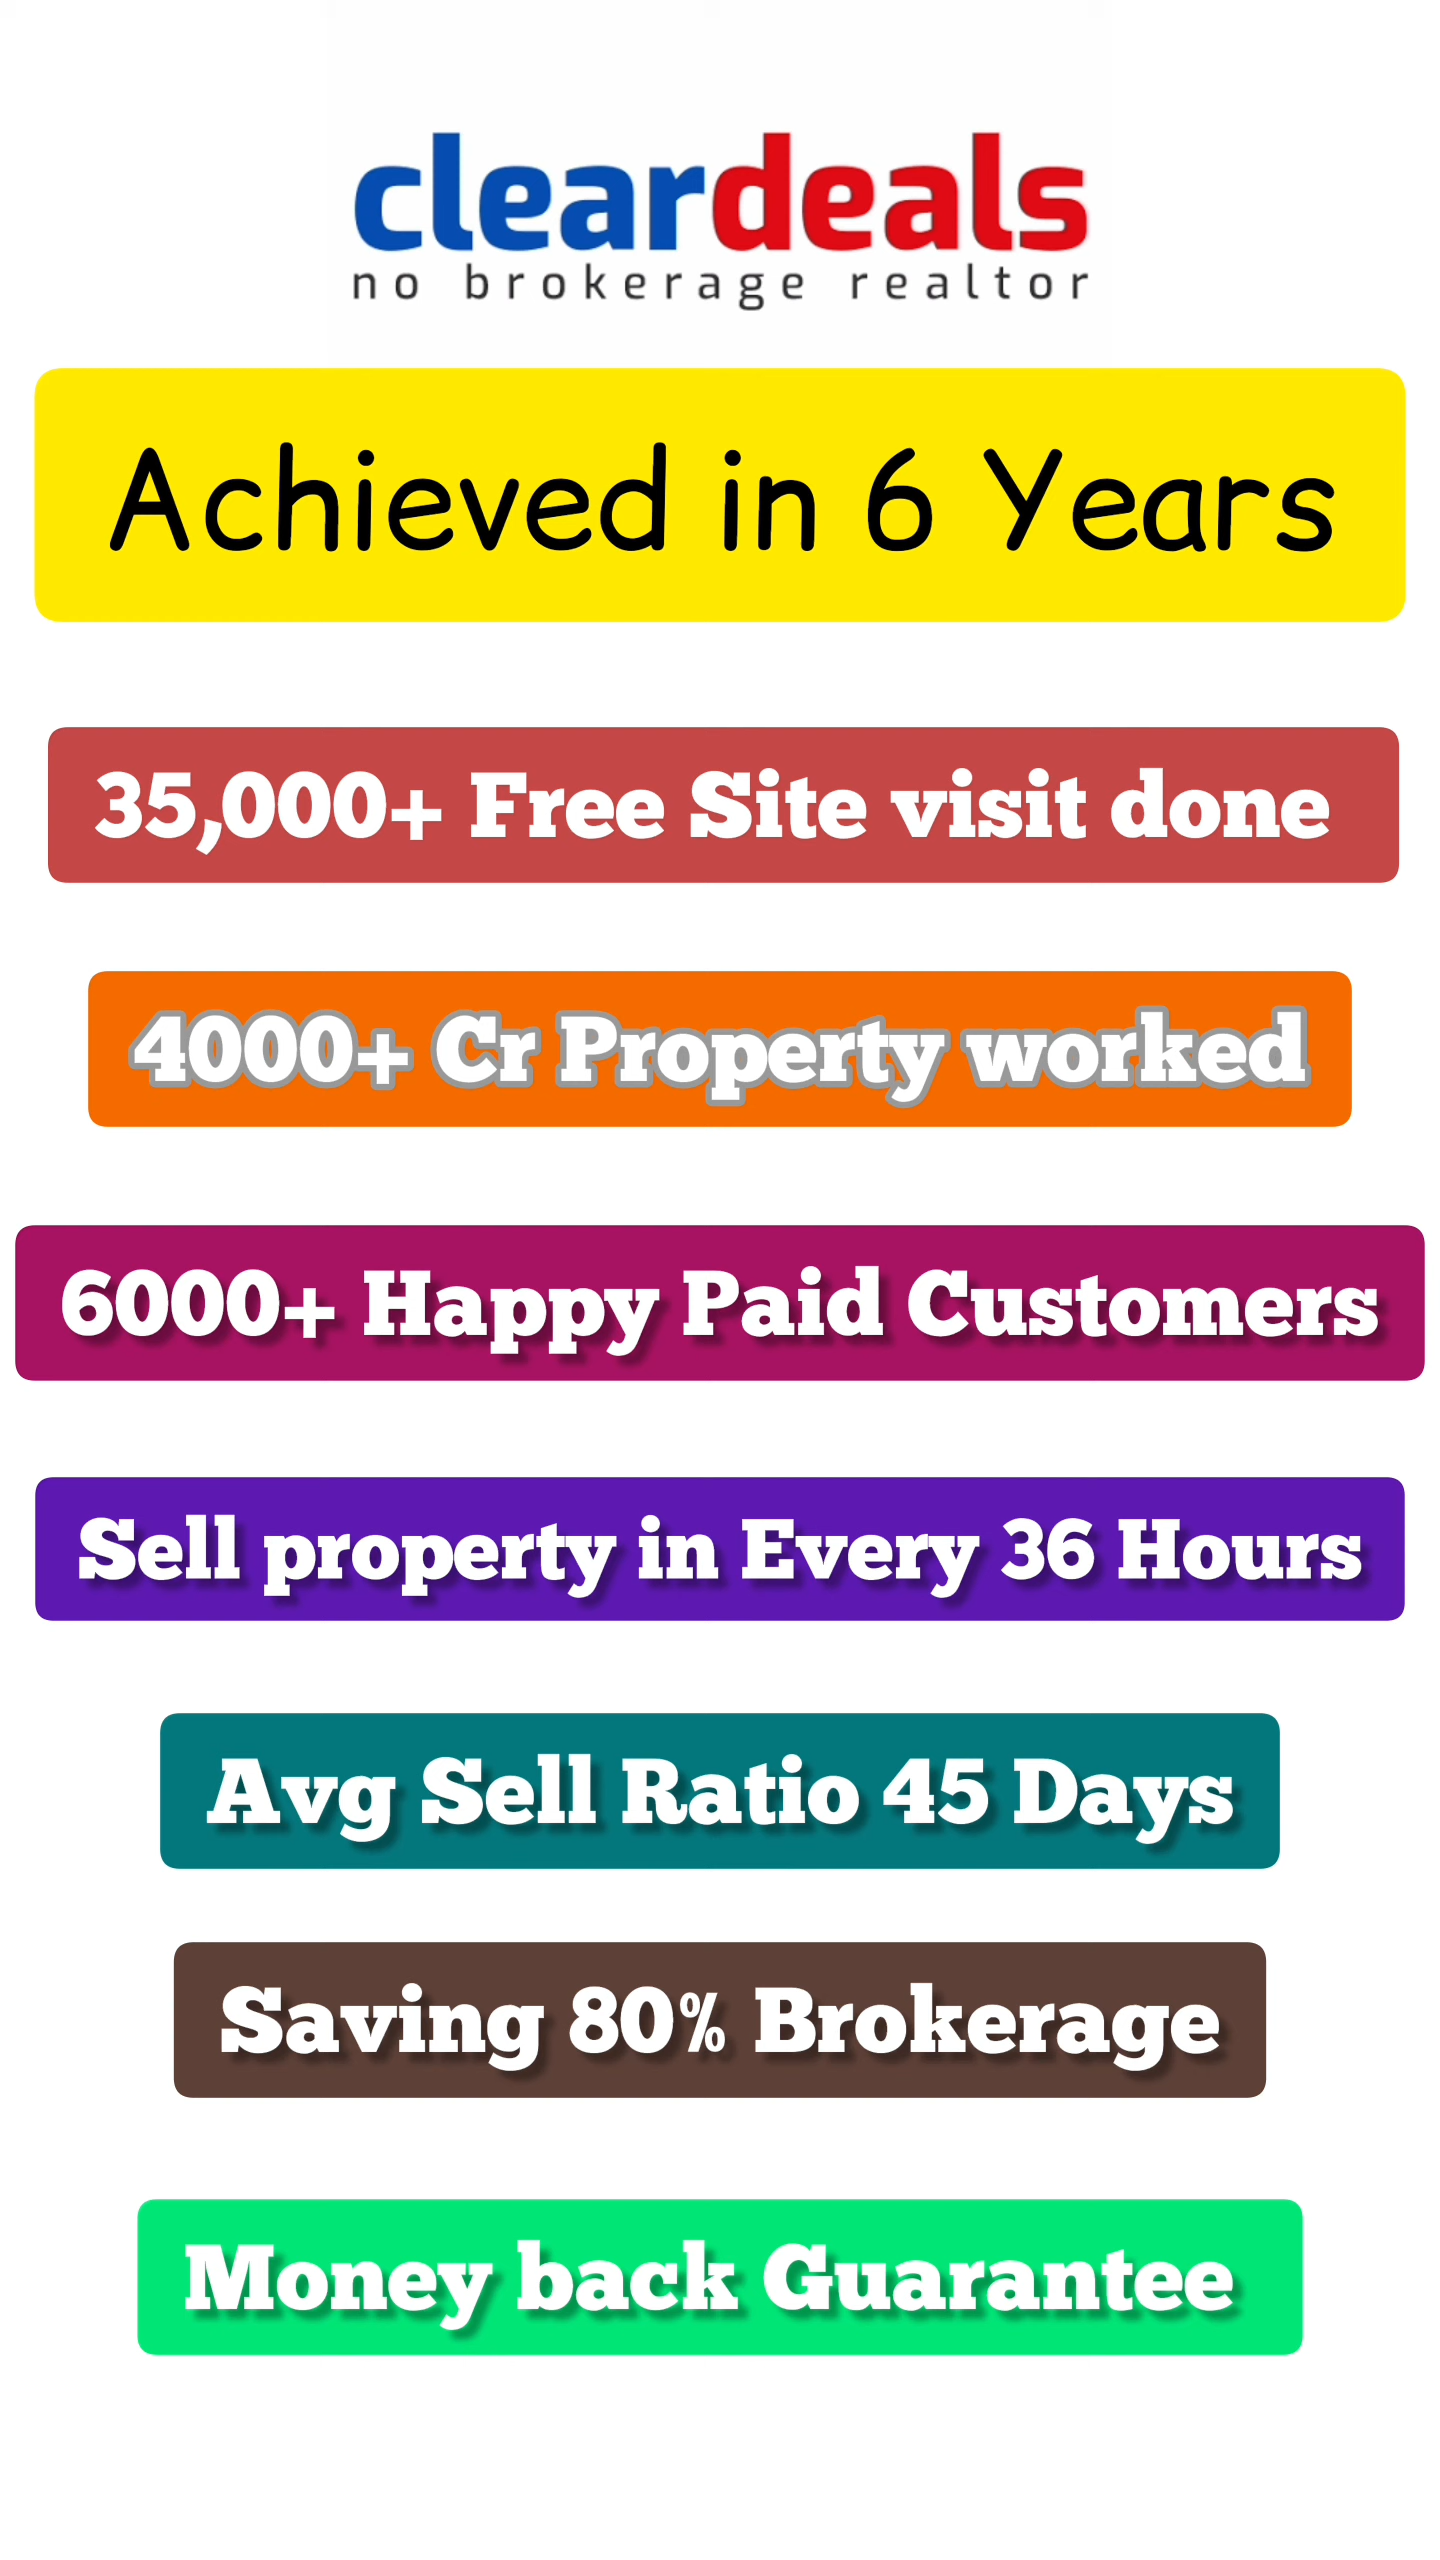 cleardeals
no brokerage realtor
Achieved in 6 Years
35,000+ Free Site visit done
4000+ Cr Property worked
6000+ Happy Paid Customers
Sell property in Every 36 Hours
Avg Sell Ratio 45 Days
Saving 80% Brokerage
Money back Guarantee